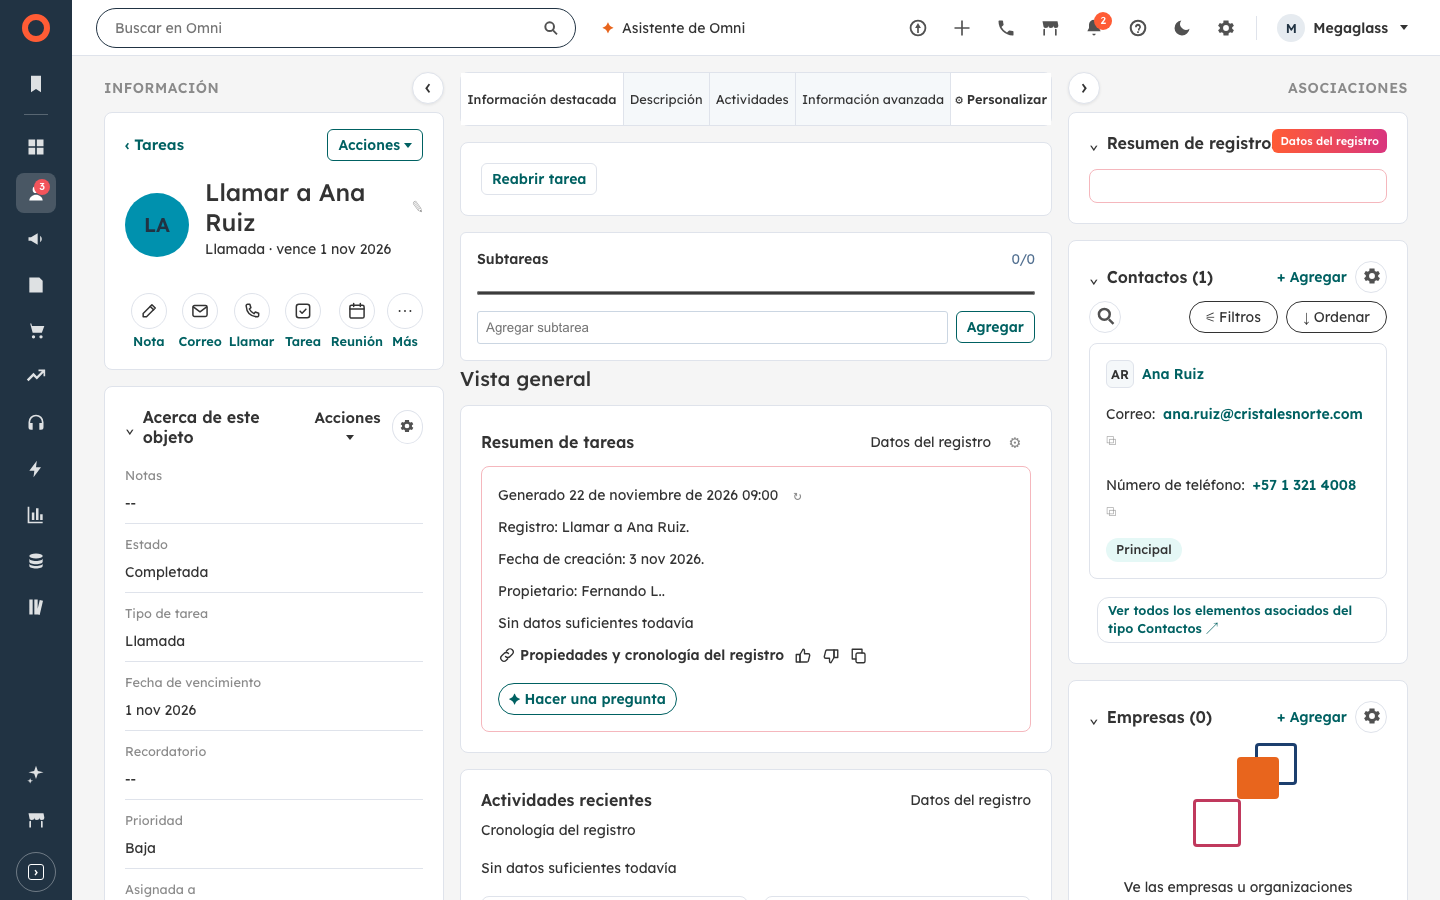 Buscar en Omni
Asistente de Omni
2
M
Megaglass
3
INFORMACIÓN
‹ Tareas
Acciones
LA
Llamar a Ana
Ruiz
Llamada · vence 1 nov 2026
Nota
Correo
Llamar
Tarea
Reunión
Más
Acerca de este
objeto
Acciones
Notas
--
Estado
Completada
Tipo de tarea
Llamada
Fecha de vencimiento
1 nov 2026
Recordatorio
--
Prioridad
Baja
Asignada a
Información destacada
Descripción
Actividades
Información avanzada
Personalizar
Reabrir tarea
Subtareas
0/0
Agregar subtarea
Agregar
Vista general
Resumen de tareas
Datos del registro
Generado 22 de noviembre de 2026 09:00
Registro: Llamar a Ana Ruiz.
Fecha de creación: 3 nov 2026.
Propietario: Fernando L..
Sin datos suficientes todavía
Propiedades y cronología del registro
Hacer una pregunta
Actividades recientes
Datos del registro
Cronología del registro
Sin datos suficientes todavía
ASOCIACIONES
Resumen de registro
Datos del registro
Contactos (1)
+ Agregar
Filtros
↓ Ordenar
AR
Ana Ruiz
Correo: ana.ruiz@cristalesnorte.com
Número de teléfono: +57 1 321 4008
Principal
Ver todos los elementos asociados del
tipo Contactos ↗
Empresas (0)
+ Agregar
Ve las empresas u organizaciones